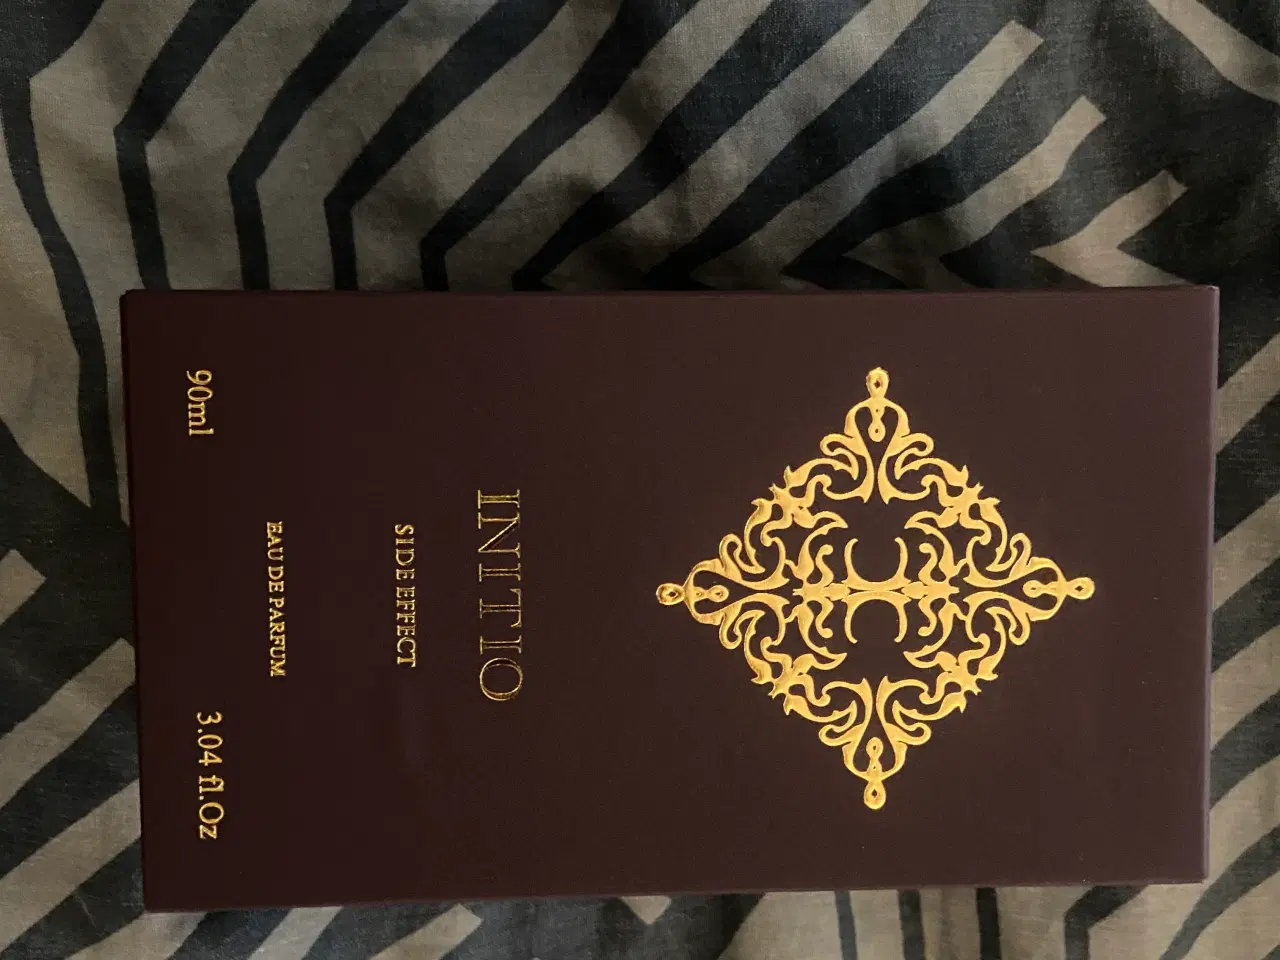 INITIO
SIDE EFFECT
EAU DE PARFUM
90ml 3.04 fl.Oz